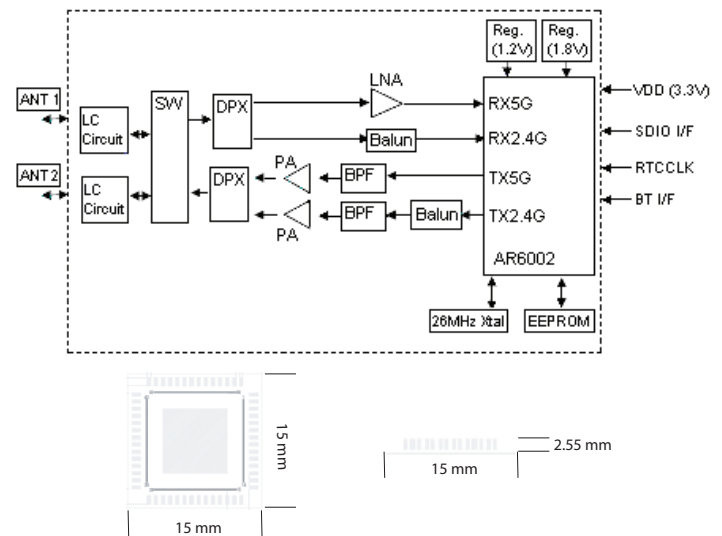 Reg.
(1.2V)
Reg.
(1.8V)
ANT 1
LC
Circuit
SW
DPX
LNA
RX5G
VDD (3.3V)
Balun
RX2.4G
SDIO I/F
ANT2
LC
Circuit
DPX
PA
BPF
TX5G
RTCCLK
BT I/F
PA
BPF
Balun
TX2.4G
AR6002
26MHz Xtal
EEPROM
15 mm
15 mm
2.55 mm
15 mm